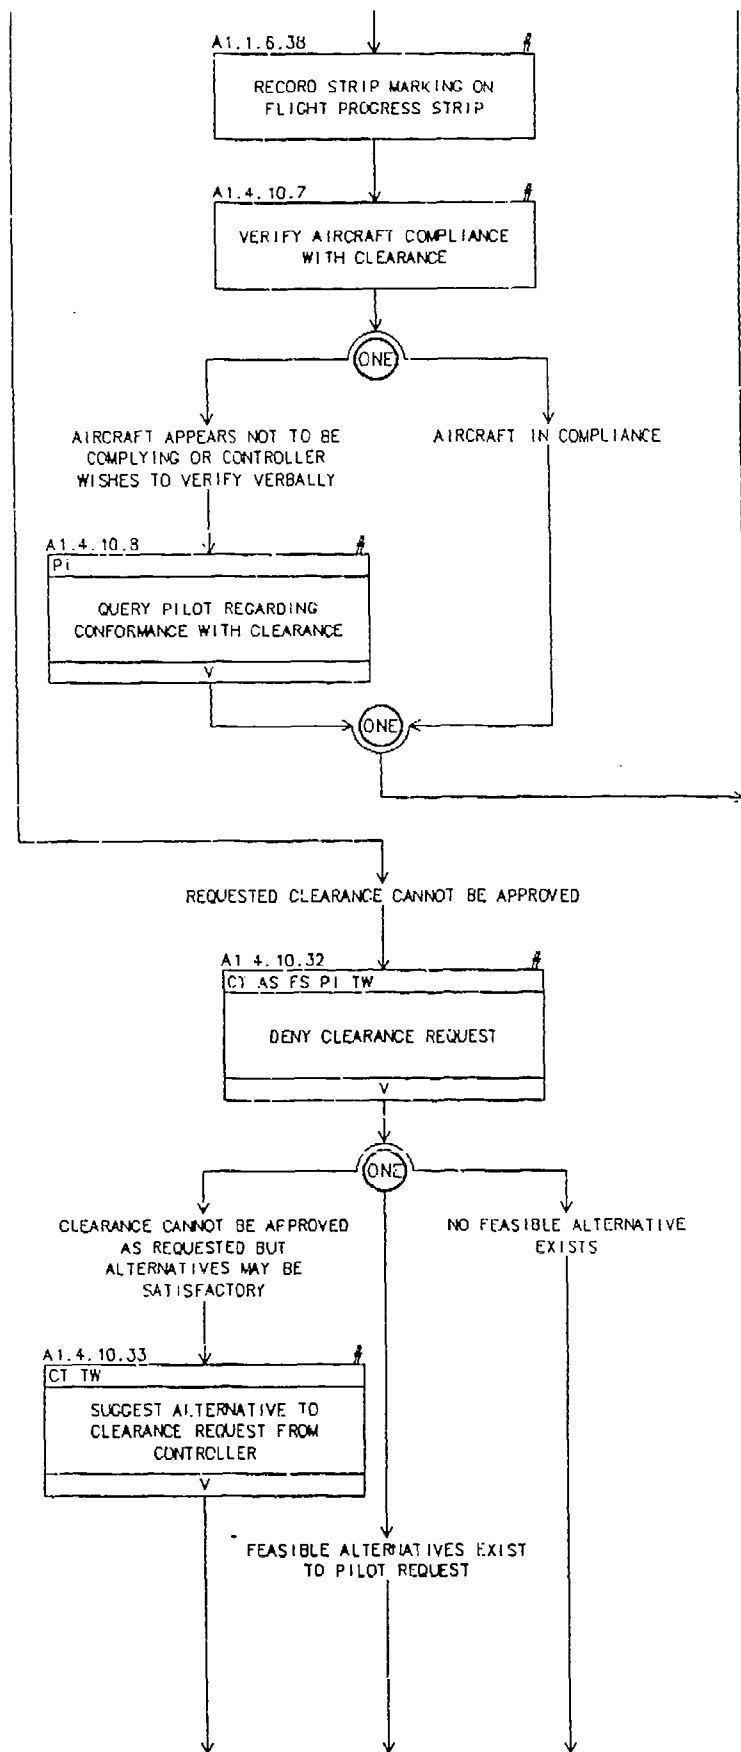 A1.1.6.38 #
RECORD STRIP MARKING ON
FLIGHT PROGRESS STRIP
A1.4.10.7 #
VERIFY AIRCRAFT COMPLIANCE
WITH CLEARANCE
ONE
AIRCRAFT APPEARS NOT TO BE
COMPLYING OR CONTROLLER
WISHES TO VERIFY VERBALLY
AIRCRAFT IN COMPLIANCE
A1.4.10.8 #
Pi
QUERY PILOT REGARDING
CONFORMANCE WITH CLEARANCE
V
ONE
REQUESTED CLEARANCE CANNOT BE APPROVED
A1 4.10.32 #
CT AS FS PI TW
DENY CLEARANCE REQUEST
V
ONE
CLEARANCE CANNOT BE APPROVED
AS REQUESTED BUT
ALTERNATIVES MAY BE
SATISFACTORY
NO FEASIBLE ALTERNATIVE
EXISTS
A1.4.10.33 #
CT TW
SUGGEST ALTERNATIVE TO
CLEARANCE REQUEST FROM
CONTROLLER
V
FEASIBLE ALTERNATIVES EXIST
TO PILOT REQUEST